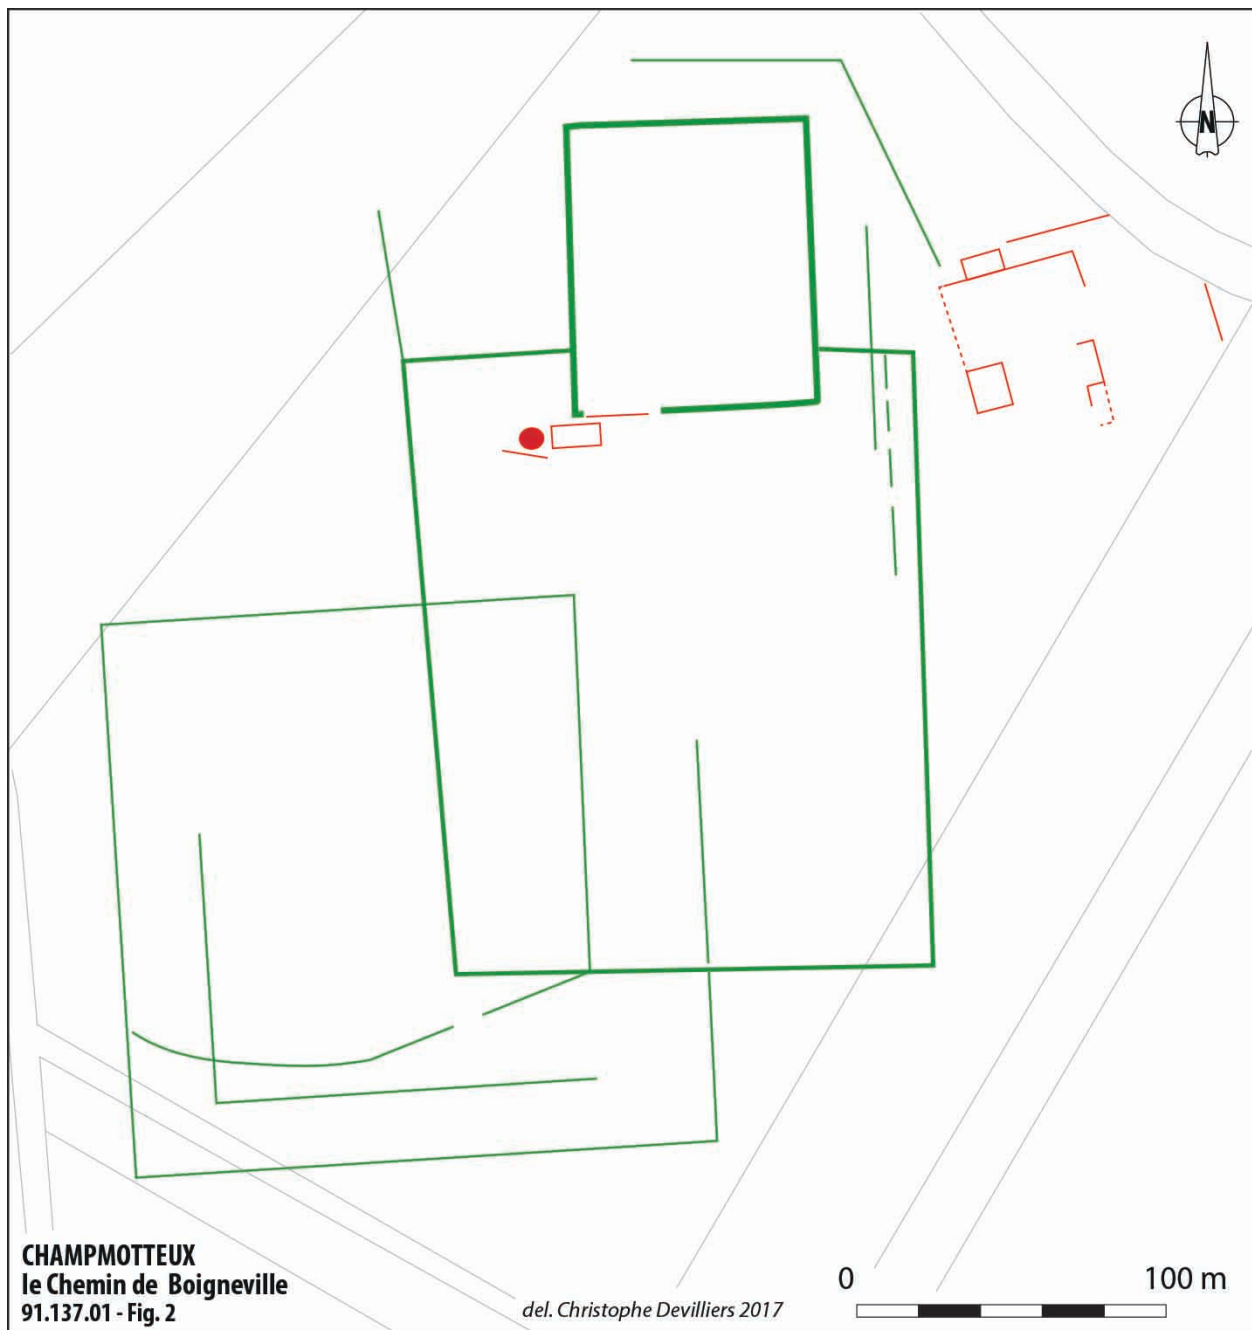 N
CHAMPMOTTEUX
le Chemin de Boigneville
91.137.01 - Fig. 2
del. Christophe Devilliers 2017
0 100 m